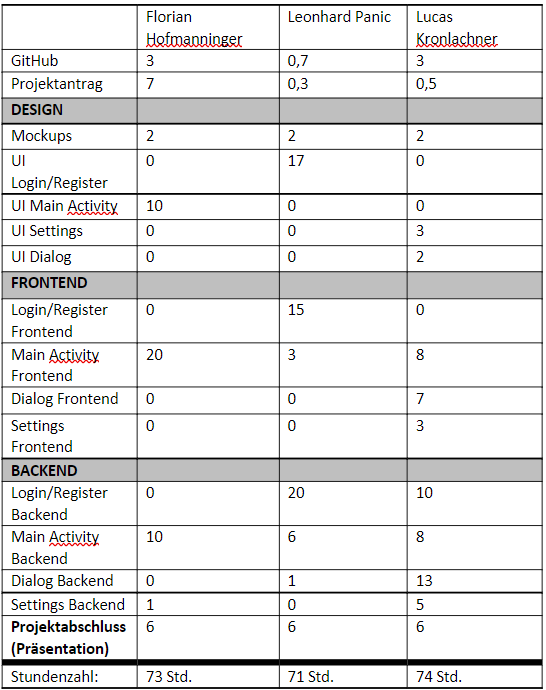 Florian Leonhard Panic Lucas
Hofmanninger Kronlachner
GitHub 3 0,7 3
Projektantrag 7 0,3 0,5
DESIGN
Mockups 2 2 2
UI 0 17 0
Login/Register
UI Main Activity 10 0 0
UI Settings 0 0 3
UI Dialog 0 0 2
FRONTEND
Login/Register 0 15 0
Frontend
Main Activity 20 3 8
Frontend
Dialog Frontend 0 0 7
Settings 0 0 3
Frontend
BACKEND
Login/Register 0 20 10
Backend
Main Activity 10 6 8
Backend
Dialog Backend 0 1 13
Settings Backend 1 0 5
Projektabschluss 6 6 6
(Präsentation)
Stundenzahl: 73 Std. 71 Std. 74 Std.